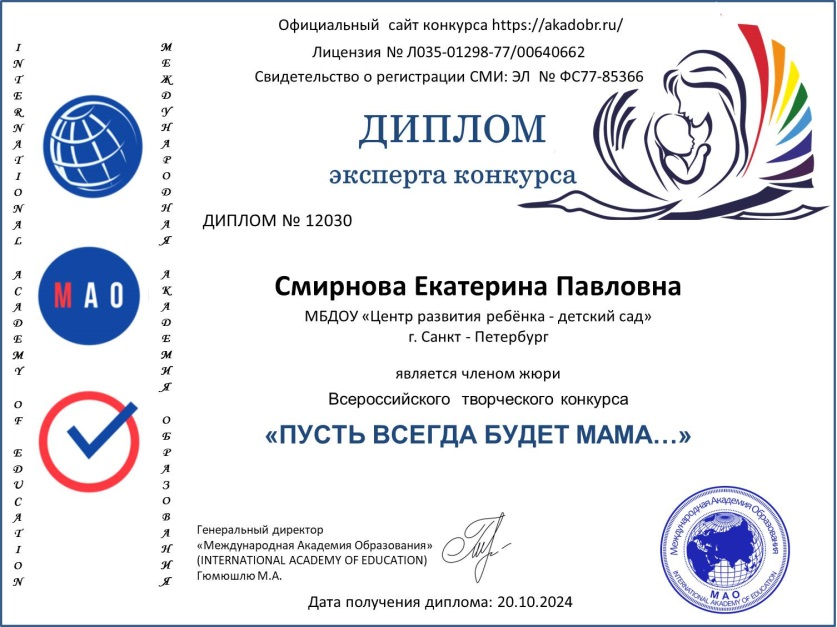 Официальный сайт конкурса https://akadobr.ru/
Лицензия № Л035-01298-77/00640662
Свидетельство о регистрации СМИ: ЭЛ № ФС77-85366
ДИПЛОМ
эксперта конкурса
ДИПЛОМ № 12030
INTERNATIONAL ACADEMY OF EDUCATION
МЕЖДУНАРОДНАЯ АКАДЕМИЯ ОБРАЗОВАНИЯ
МАО
Смирнова Екатерина Павловна
МБДОУ «Центр развития ребёнка - детский сад»
г. Санкт - Петербург
является членом жюри
Всероссийского творческого конкурса
«ПУСТЬ ВСЕГДА БУДЕТ МАМА...»
Генеральный директор
«Международная Академия Образования»
(INTERNATIONAL ACADEMY OF EDUCATION)
Гюмюшлю М.А.
Международная Академия Образования
INTERNATIONAL ACADEMY OF EDUCATION
МАО
Дата получения диплома: 20.10.2024